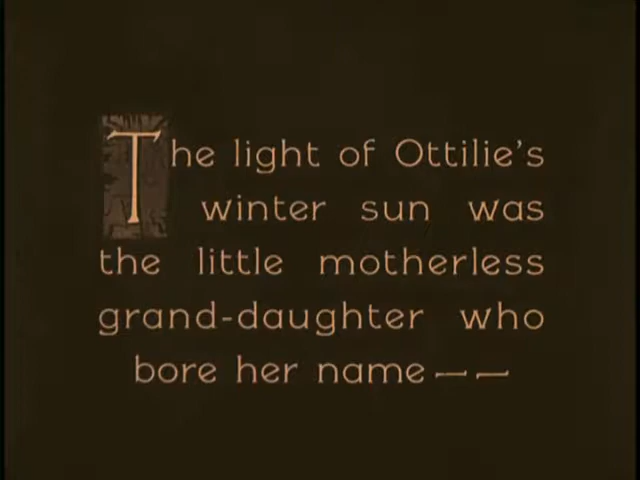 The light of Ottilie's
winter sun was
the little motherless
grand-daughter who
bore her name——